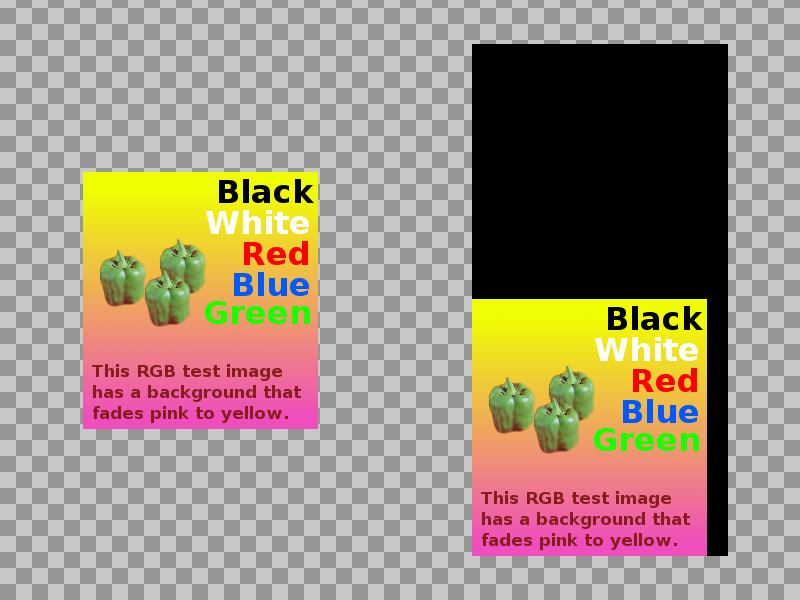 Black
White
Red
Blue
Green
This RGB test image
has a background that
fades pink to yellow.
Black
White
Red
Blue
Green
This RGB test image
has a background that
fades pink to yellow.